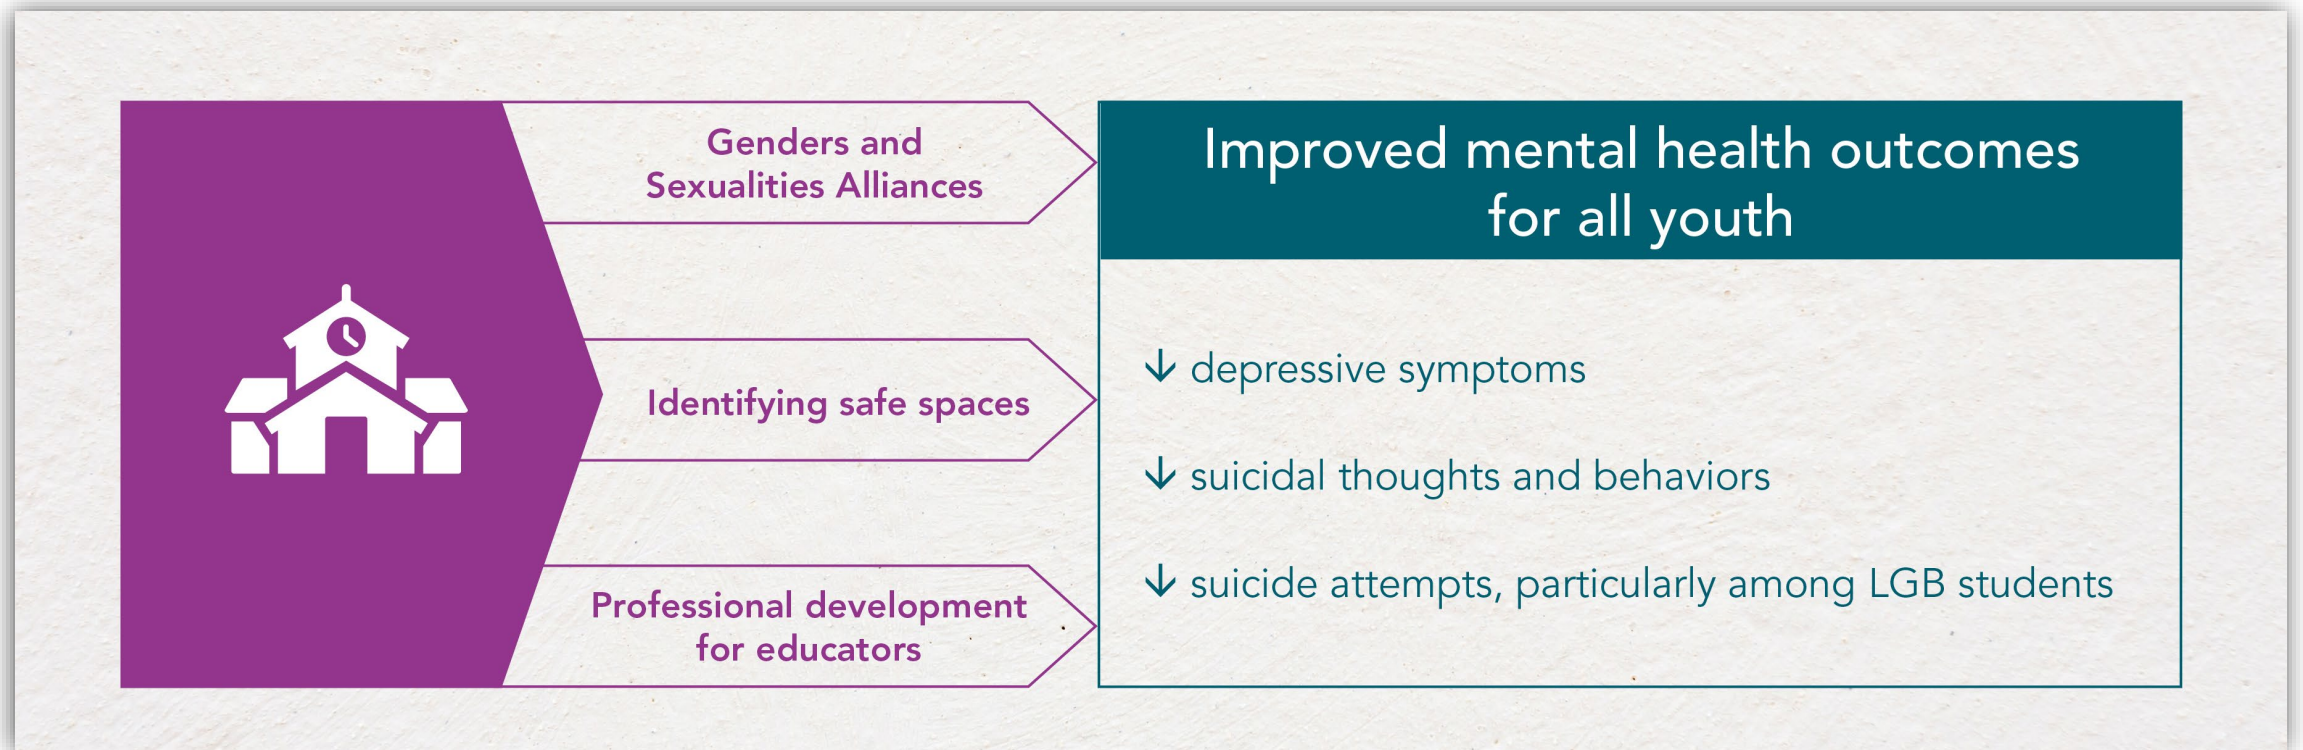 Genders and
Sexualities Alliances
Identifying safe spaces
Professional development
for educators
Improved mental health outcomes
for all youth
↓ depressive symptoms
↓ suicidal thoughts and behaviors
↓ suicide attempts, particularly among LGB students